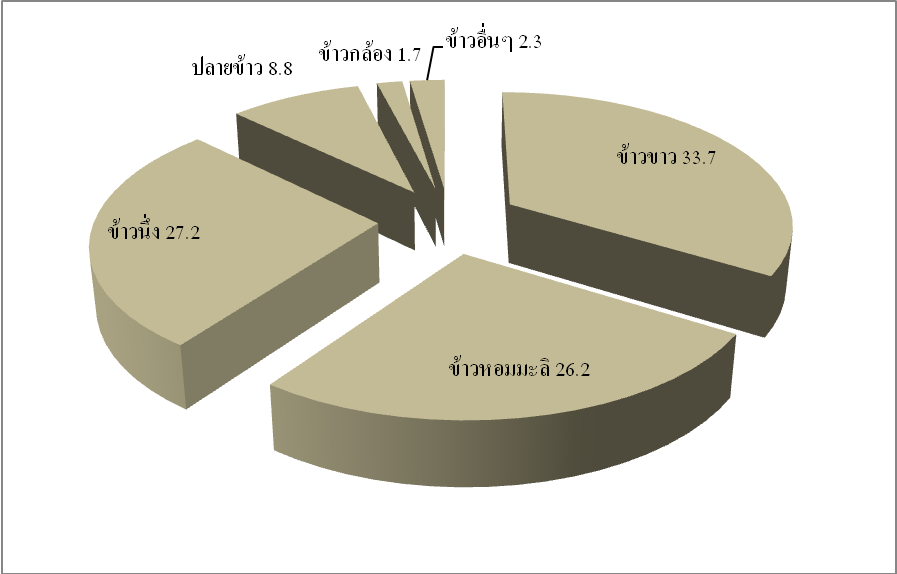 ข้าวอื่นๆ 2.3
ข้าวกล้อง 1.7
ปลายข้าว 8.8
ข้าวขาว 33.7
ข้าวนึ่ง 27.2
ข้าวหอมมะลิ 26.2